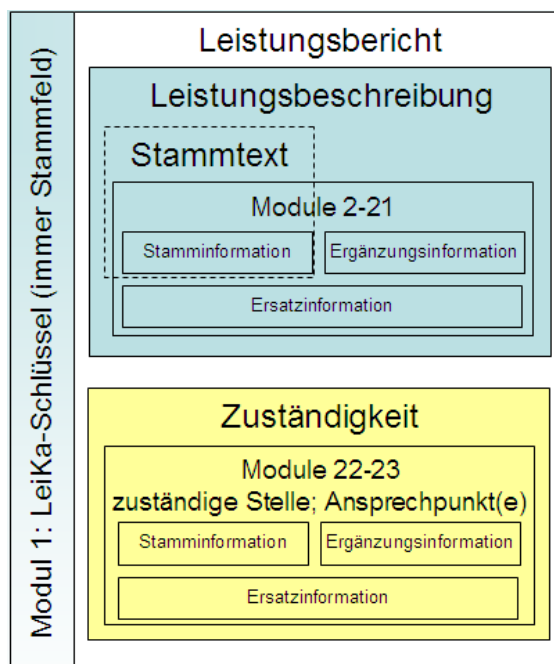 Modul 1: LeiKa-Schlüssel (immer Stammfeld)
Leistungsbericht
Leistungsbeschreibung
Stammtext
Module 2-21
Stamminformation
Ergänzungsinformation
Ersatzinformation
Zuständigkeit
Module 22-23
zuständige Stelle; Ansprechpunkt(e)
Stamminformation
Ergänzungsinformation
Ersatzinformation